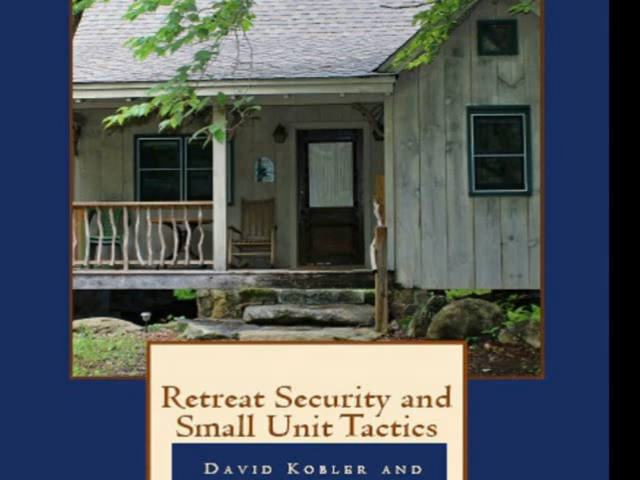 Retreat Security and
Small Unit Tactics
DAVID KOBLER AND